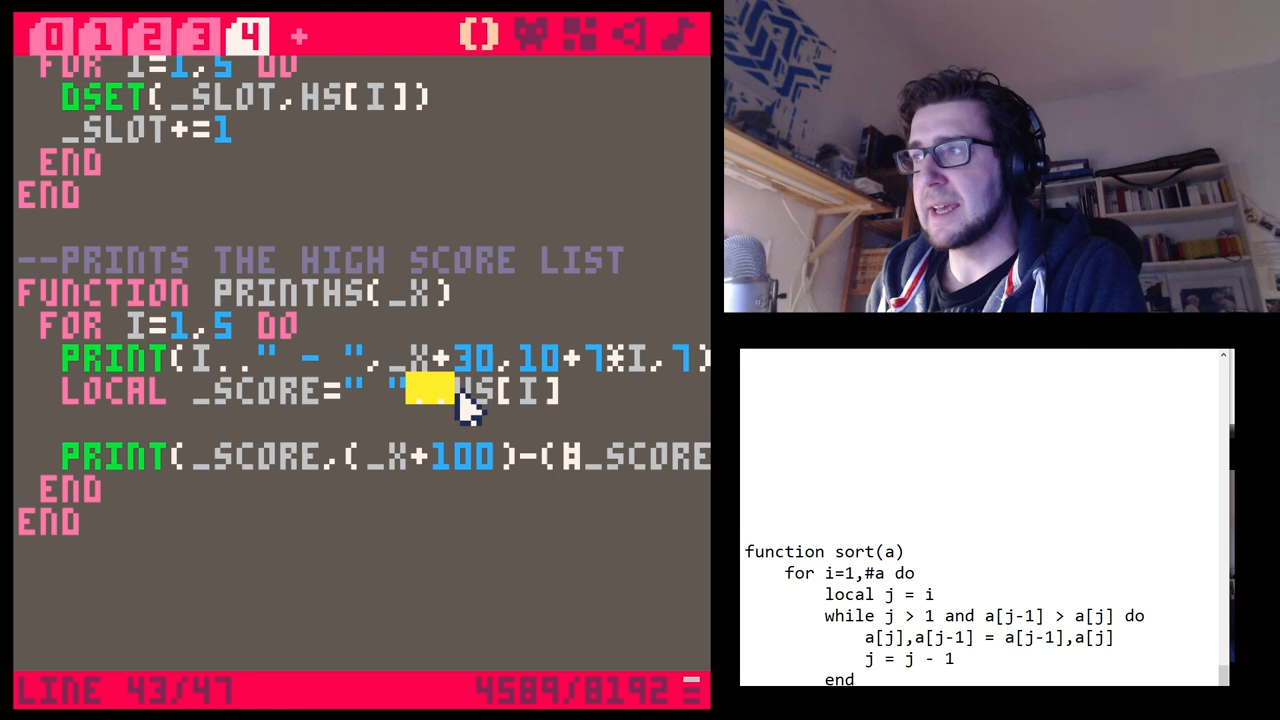 0 1 2 3 4 +
FOR I=1,5 DO
DSET(_SLOT,HS[I])
_SLOT+=1
END
END
--PRINTS THE HIGH SCORE LIST
FUNCTION PRINTHS(_X)
FOR I=1,5 DO
PRINT(I.." - ",_X+30,10+7*I,7)
LOCAL _SCORE=" "..HS[I]
PRINT(_SCORE,(_X+100)-(#_SCORE
END
END
LINE 43/47
4589/8192
function sort(a)
for i=1,#a do
local j = i
while j > 1 and a[j-1] > a[j] do
a[j],a[j-1] = a[j-1],a[j]
j = j - 1
end